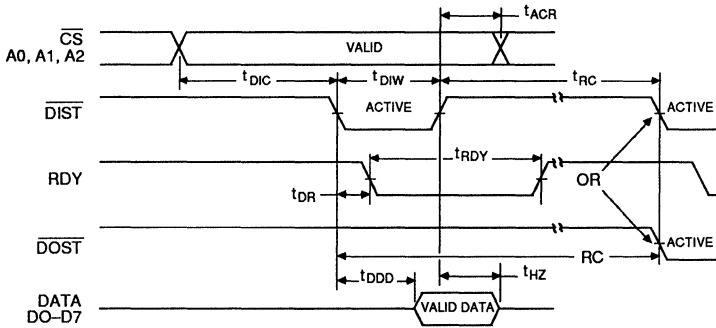 CS
A0, A1, A2
VALID
tACR
tDIC
tDIW
tRC
DIST
ACTIVE
ACTIVE
RDY
tRDY
tDR
OR
DOST
ACTIVE
RC
tDDD
tHZ
DATA
DO–D7
VALID DATA